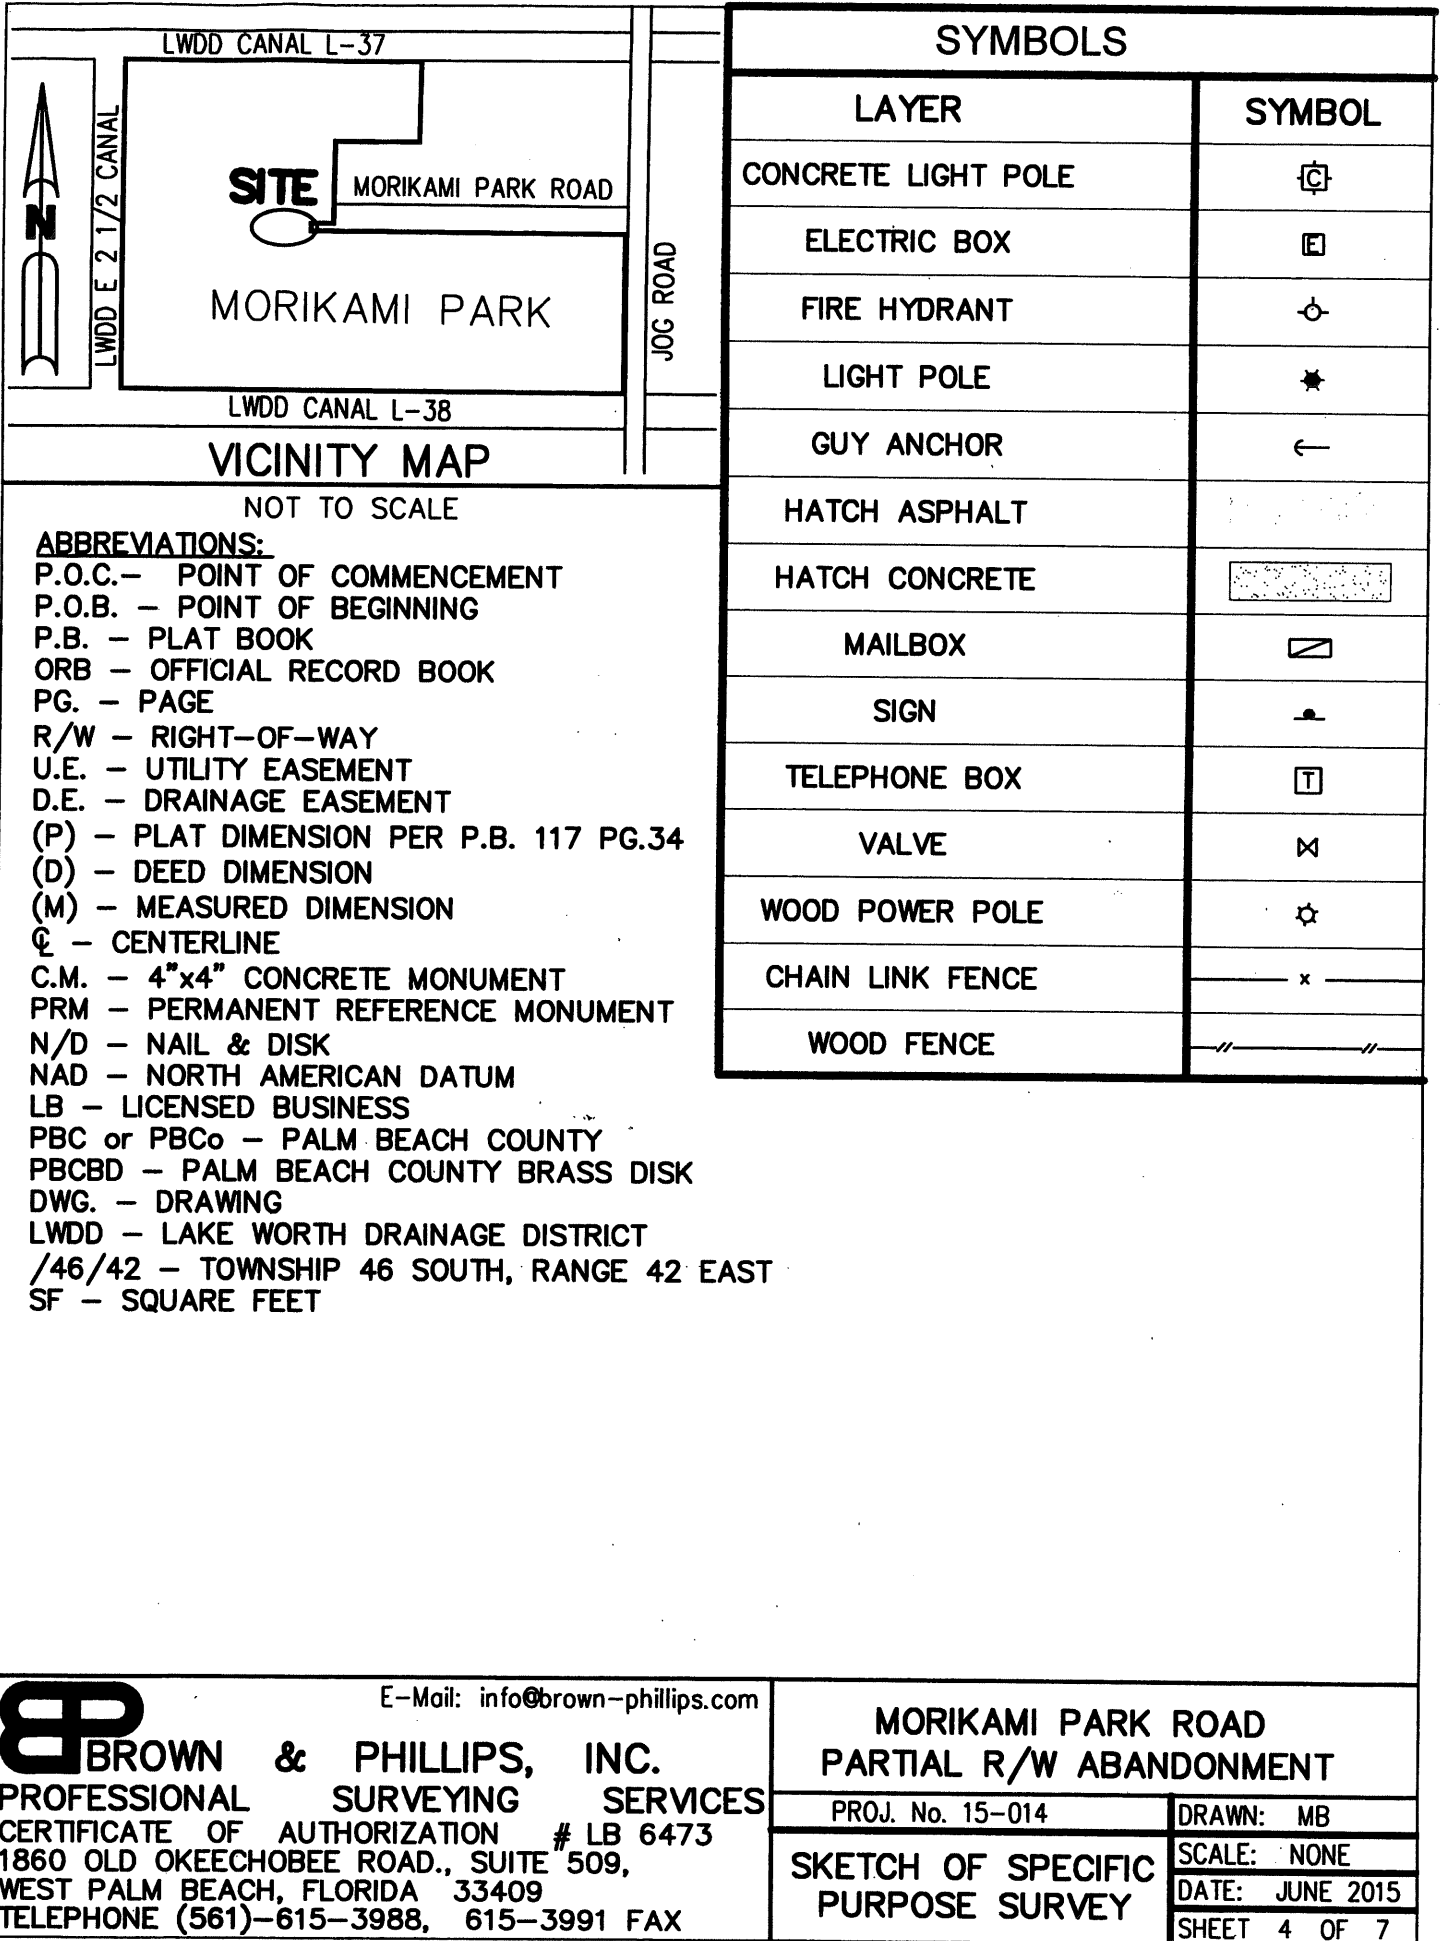 LWDD CANAL L-37
N
LWDD E 2 1/2 CANAL
SITE
MORIKAMI PARK ROAD
MORIKAMI PARK
JOG ROAD
LWDD CANAL L-38
VICINITY MAP
NOT TO SCALE
ABBREVIATIONS:
P.O.C.– POINT OF COMMENCEMENT
P.O.B. – POINT OF BEGINNING
P.B. – PLAT BOOK
ORB – OFFICIAL RECORD BOOK
PG. – PAGE
R/W – RIGHT-OF-WAY
U.E. – UTILITY EASEMENT
D.E. – DRAINAGE EASEMENT
(P) – PLAT DIMENSION PER P.B. 117 PG.34
(D) – DEED DIMENSION
(M) – MEASURED DIMENSION
℄ – CENTERLINE
C.M. – 4"x4" CONCRETE MONUMENT
PRM – PERMANENT REFERENCE MONUMENT
N/D – NAIL & DISK
NAD – NORTH AMERICAN DATUM
LB – LICENSED BUSINESS
PBC or PBCo – PALM BEACH COUNTY
PBCBD – PALM BEACH COUNTY BRASS DISK
DWG. – DRAWING
LWDD – LAKE WORTH DRAINAGE DISTRICT
/46/42 – TOWNSHIP 46 SOUTH, RANGE 42 EAST
SF – SQUARE FEET
SYMBOLS
LAYER SYMBOL
CONCRETE LIGHT POLE C
ELECTRIC BOX E
FIRE HYDRANT
LIGHT POLE
GUY ANCHOR
HATCH ASPHALT
HATCH CONCRETE
MAILBOX
SIGN
TELEPHONE BOX T
VALVE
WOOD POWER POLE
CHAIN LINK FENCE x
WOOD FENCE // //
E-Mail: info@brown-phillips.com
BP
BROWN & PHILLIPS, INC.
PROFESSIONAL SURVEYING SERVICES
CERTIFICATE OF AUTHORIZATION # LB 6473
1860 OLD OKEECHOBEE ROAD., SUITE 509,
WEST PALM BEACH, FLORIDA 33409
TELEPHONE (561)-615-3988, 615-3991 FAX
MORIKAMI PARK ROAD
PARTIAL R/W ABANDONMENT
PROJ. No. 15-014
SKETCH OF SPECIFIC
PURPOSE SURVEY
DRAWN: MB
SCALE: NONE
DATE: JUNE 2015
SHEET 4 OF 7